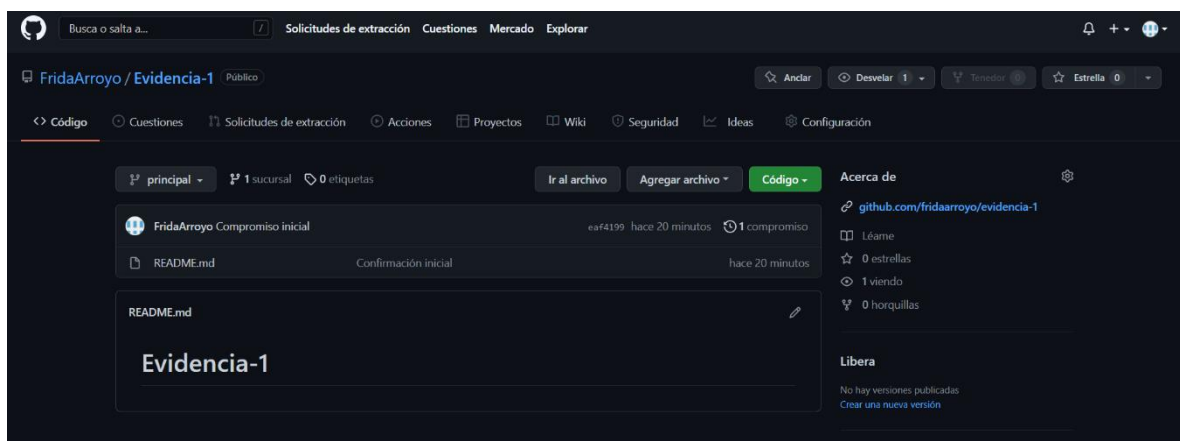 Busca o salta a... / Solicitudes de extracción Cuestiones Mercado Explorar
FridaArroyo / Evidencia-1 Público Anclar Desvelar 1 Tenedor 0 Estrella 0
Código Cuestiones Solicitudes de extracción Acciones Proyectos Wiki Seguridad Ideas Configuración
principal 1 sucursal 0 etiquetas Ir al archivo Agregar archivo Código
FridaArroyo Compromiso inicial eaf4199 hace 20 minutos 1 compromiso
README.md Confirmación inicial hace 20 minutos
README.md
Evidencia-1
Acerca de
github.com/fridaarroyo/evidencia-1
Léame
0 estrellas
1 viendo
0 horquillas
Libera
No hay versiones publicadas
Crear una nueva versión